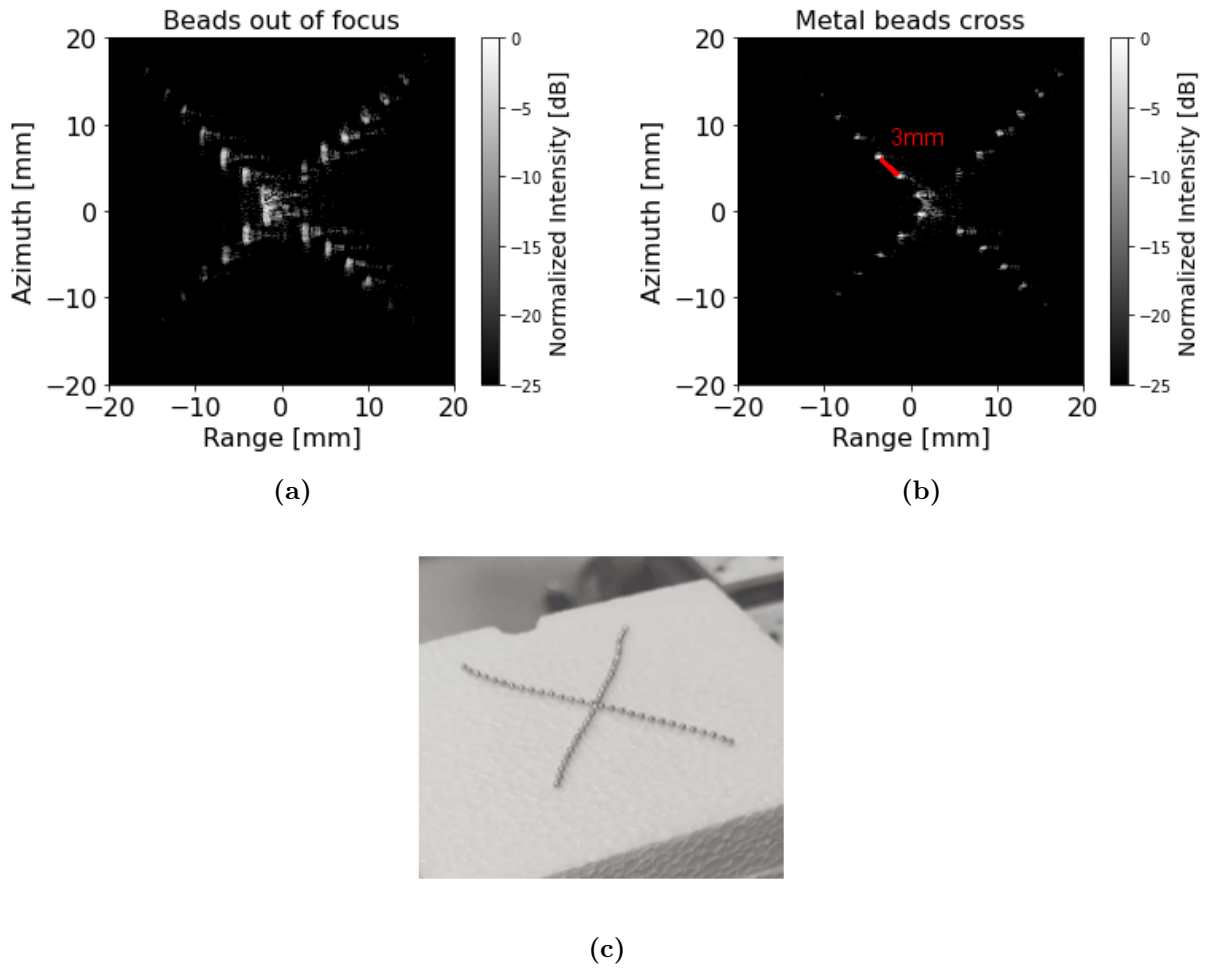 Beads out of focus
20
10
0
−10
−20
−20 −10 0 10 20
Azimuth [mm]
Range [mm]
0
−5
−10
−15
−20
−25
Normalized Intensity [dB]
(a)
Metal beads cross
20
10
0
−10
−20
−20 −10 0 10 20
Azimuth [mm]
Range [mm]
3mm
0
−5
−10
−15
−20
−25
Normalized Intensity [dB]
(b)
(c)